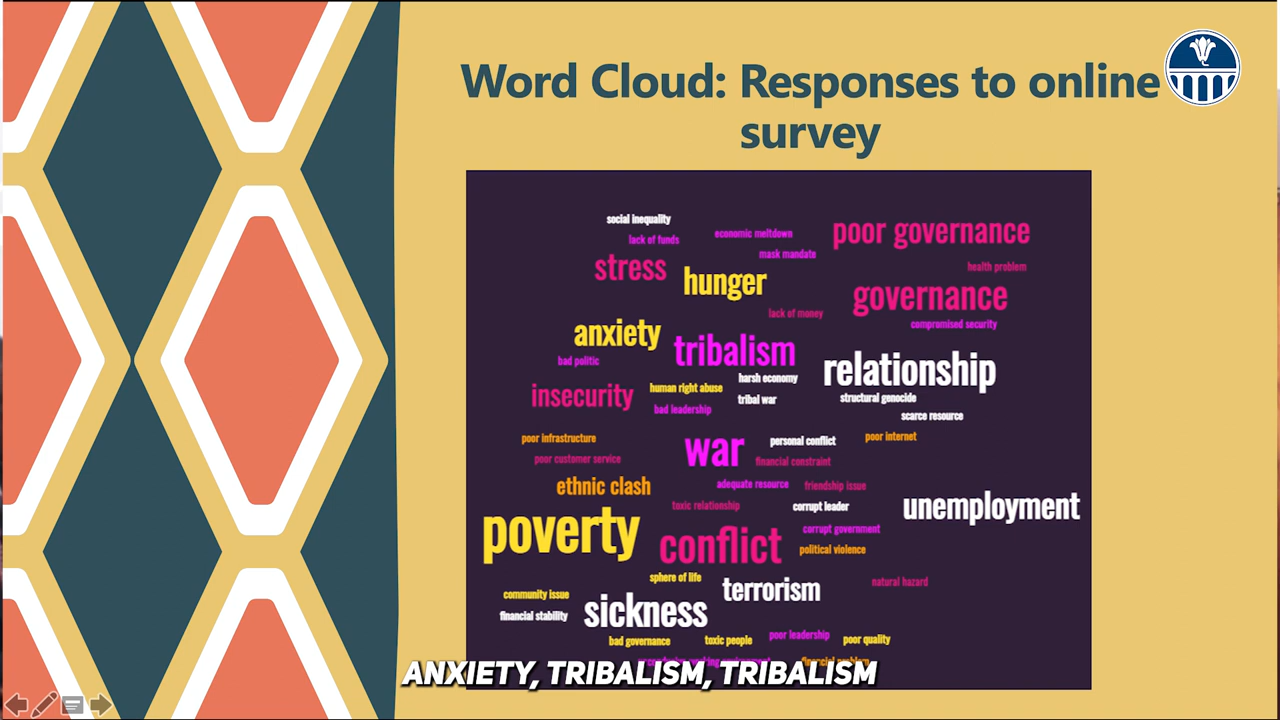 Word Cloud: Responses to online
survey
social inequality
lack of funds
economic meltdown
poor governance
mask mandate
stress
hunger
health problem
governance
lack of money
compromised security
anxiety
tribalism
bad politic
relationship
harsh economy
insecurity
human right abuse
tribal war
structural genocide
bad leadership
scarce resource
poor infrastructure
war
personal conflict
poor internet
poor customer service
financial constraint
ethnic clash
adequate resource
friendship issue
toxic relationship
corrupt leader
unemployment
poverty
conflict
corrupt government
political violence
sphere of life
terrorism
natural hazard
community issue
financial stability
sickness
bad governance
toxic people
poor leadership
poor quality
ANXIETY, TRIBALISM, TRIBALISM